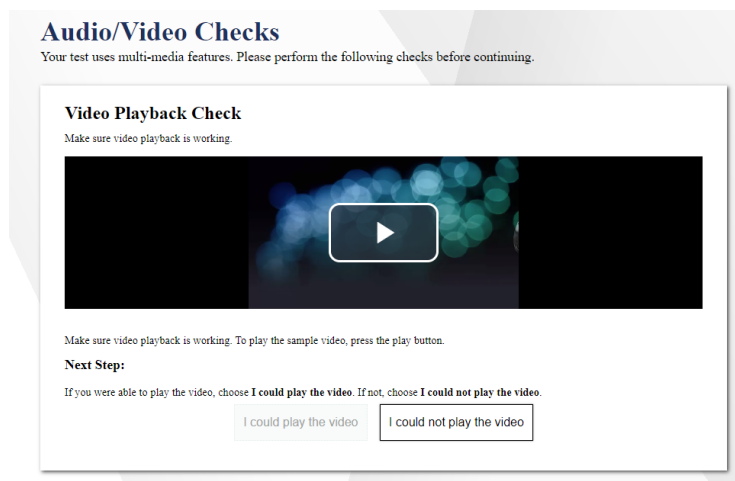 Audio/Video Checks
Your test uses multi-media features. Please perform the following checks before continuing.
Video Playback Check
Make sure video playback is working.
Make sure video playback is working. To play the sample video, press the play button.
Next Step:
If you were able to play the video, choose I could play the video. If not, choose I could not play the video.
I could play the video I could not play the video